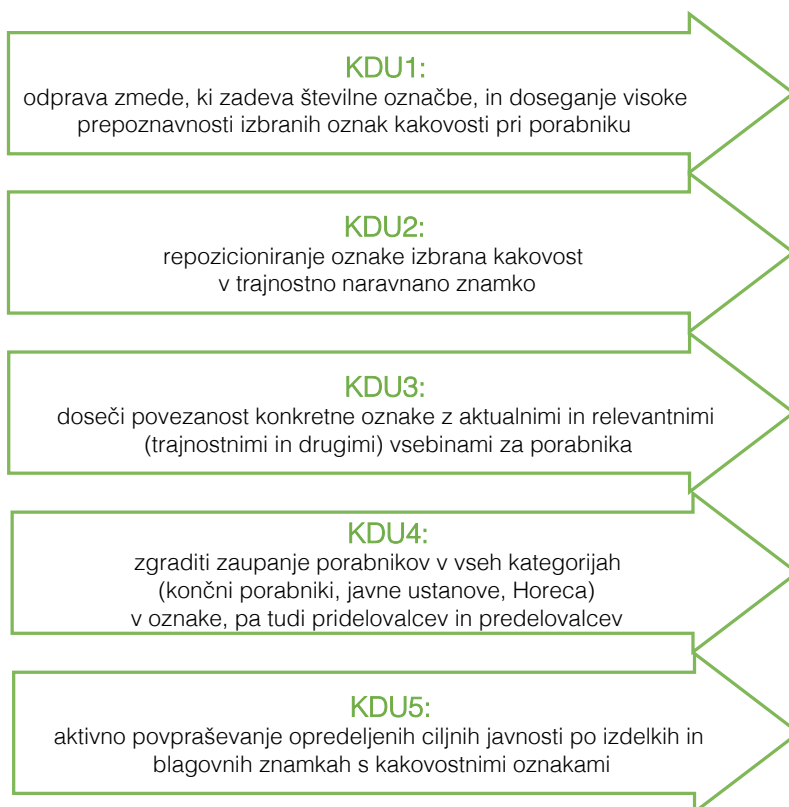 KDU1:
odprava zmede, ki zadeva številne označbe, in doseganje visoke
prepoznavnosti izbranih oznak kakovosti pri porabniku
KDU2:
repozicioniranje oznake izbrana kakovost
v trajnostno naravnano znamko
KDU3:
doseči povezanost konkretne oznake z aktualnimi in relevantnimi
(trajnostnimi in drugimi) vsebinami za porabnika
KDU4:
zgraditi zaupanje porabnikov v vseh kategorijah
(končni porabniki, javne ustanove, Horeca)
v oznake, pa tudi pridelovalcev in predelovalcev
KDU5:
aktivno povpraševanje opredeljenih ciljnih javnosti po izdelkih in
blagovnih znamkah s kakovostnimi oznakami